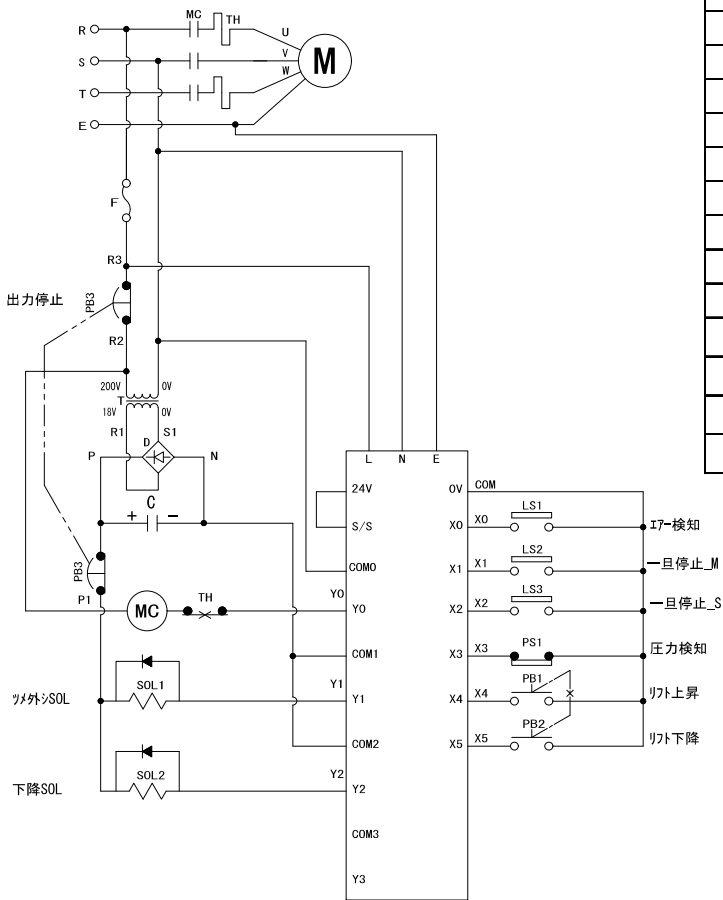 MC
TH
R
U
S
V
M
W
T
E
F
R3
出力停止
PB3
R2
200V
0V
T
18V
0V
R1
S1
D
P
N
L
N
E
C
+
−
24V
0V
COM
S/S
X0
X0
LS1
エアー検知
COM0
X1
X1
LS2
一旦停止_M
PB3
P1
MC
TH
Y0
Y0
X2
X2
LS3
一旦停止_S
COM1
X3
X3
PS1
圧力検知
ツメ外シSOL
SOL1
Y1
Y1
X4
X4
PB1
リフト上昇
COM2
X5
X5
PB2
リフト下降
下降SOL
SOL2
Y2
Y2
COM3
Y3